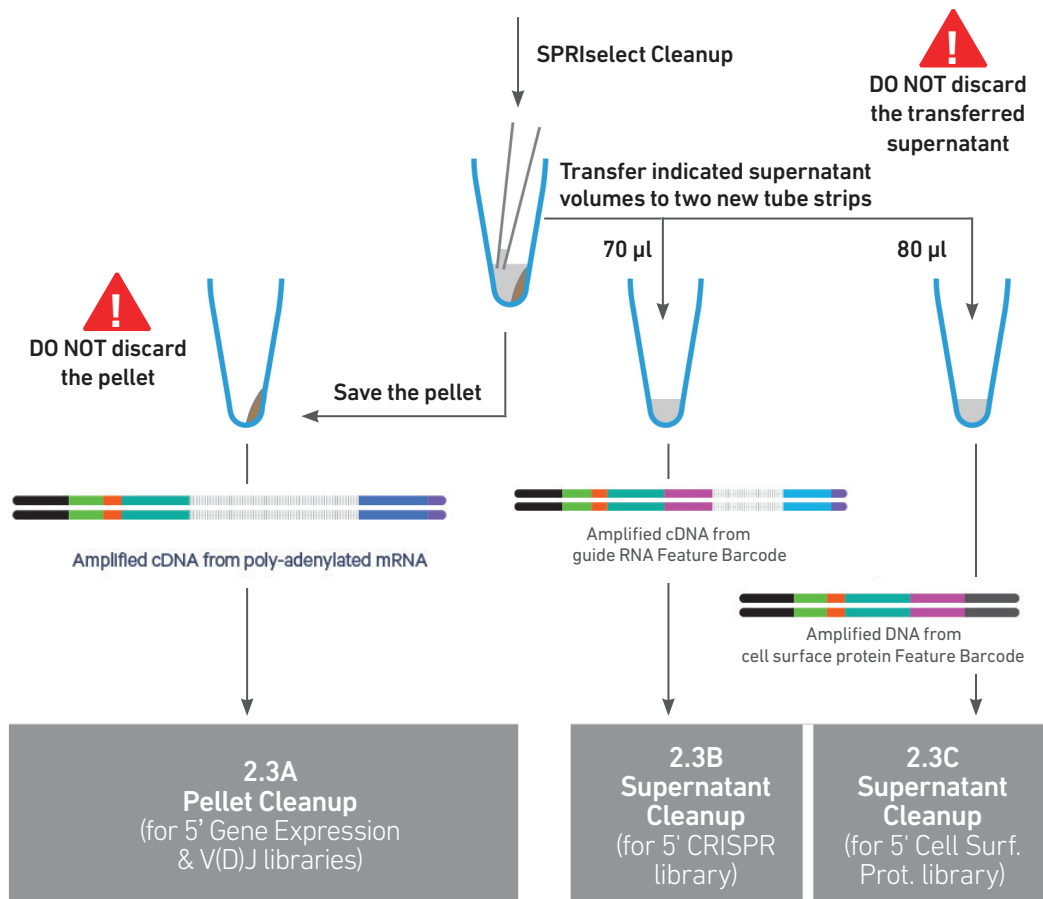 SPRIselect Cleanup
!
DO NOT discard
the transferred
supernatant
Transfer indicated supernatant
volumes to two new tube strips
70 µl
80 µl
!
DO NOT discard
the pellet
Save the pellet
Amplified cDNA from poly-adenylated mRNA
Amplified cDNA from
guide RNA Feature Barcode
Amplified DNA from
cell surface protein Feature Barcode
2.3A
Pellet Cleanup
(for 5' Gene Expression
& V(D)J libraries)
2.3B
Supernatant
Cleanup
(for 5' CRISPR
library)
2.3C
Supernatant
Cleanup
(for 5' Cell Surf.
Prot. library)